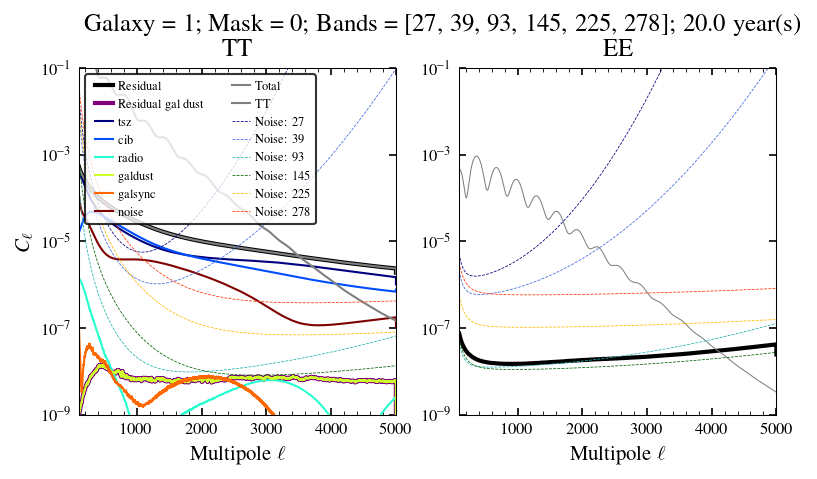 Galaxy = 1; Mask = 0; Bands = [27, 39, 93, 145, 225, 278]; 20.0 year(s)
TT
EE
10⁻¹
10⁻³
10⁻⁵
10⁻⁷
10⁻⁹
C_ℓ
Residual
Residual gal dust
tsz
cib
radio
galdust
galsync
noise
Total
TT
Noise: 27
Noise: 39
Noise: 93
Noise: 145
Noise: 225
Noise: 278
1000 2000 3000 4000 5000
Multipole ℓ
10⁻¹
10⁻³
10⁻⁵
10⁻⁷
10⁻⁹
1000 2000 3000 4000 5000
Multipole ℓ